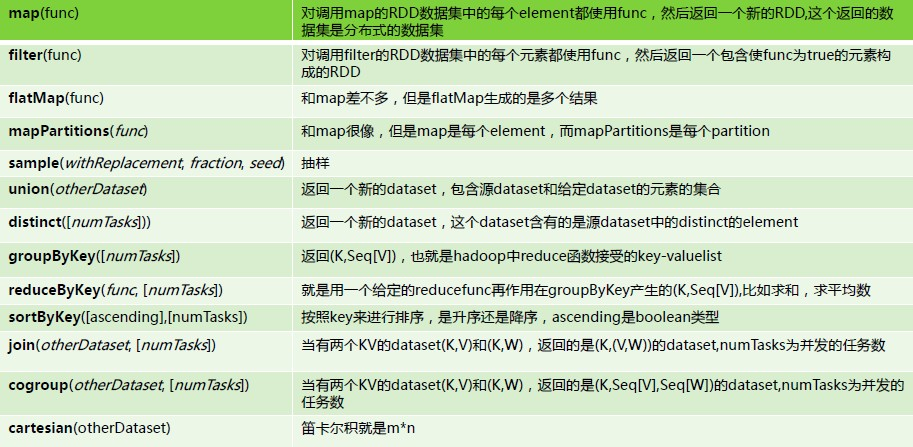 map(func) 对调用map的RDD数据集中的每个element都使用func，然后返回一个新的RDD,这个返回的数
据集是分布式的数据集
filter(func) 对调用filter的RDD数据集中的每个元素都使用func，然后返回一个包含使func为true的元素构
成的RDD
flatMap(func) 和map差不多，但是flatMap生成的是多个结果
mapPartitions(func) 和map很像，但是map是每个element，而mapPartitions是每个partition
sample(withReplacement, fraction, seed) 抽样
union(otherDataset) 返回一个新的dataset，包含源dataset和给定dataset的元素的集合
distinct([numTasks])) 返回一个新的dataset，这个dataset含有的是源dataset中的distinct的element
groupByKey([numTasks]) 返回(K,Seq[V])，也就是hadoop中reduce函数接受的key-valuelist
reduceByKey(func, [numTasks]) 就是用一个给定的reducefunc再作用在groupByKey产生的(K,Seq[V]),比如求和，求平均数
sortByKey([ascending],[numTasks]) 按照key来进行排序，是升序还是降序，ascending是boolean类型
join(otherDataset, [numTasks]) 当有两个KV的dataset(K,V)和(K,W)，返回的是(K,(V,W))的dataset,numTasks为并发的任务数
cogroup(otherDataset, [numTasks]) 当有两个KV的dataset(K,V)和(K,W)，返回的是(K,Seq[V],Seq[W])的dataset,numTasks为并发的
任务数
cartesian(otherDataset) 笛卡尔积就是m*n